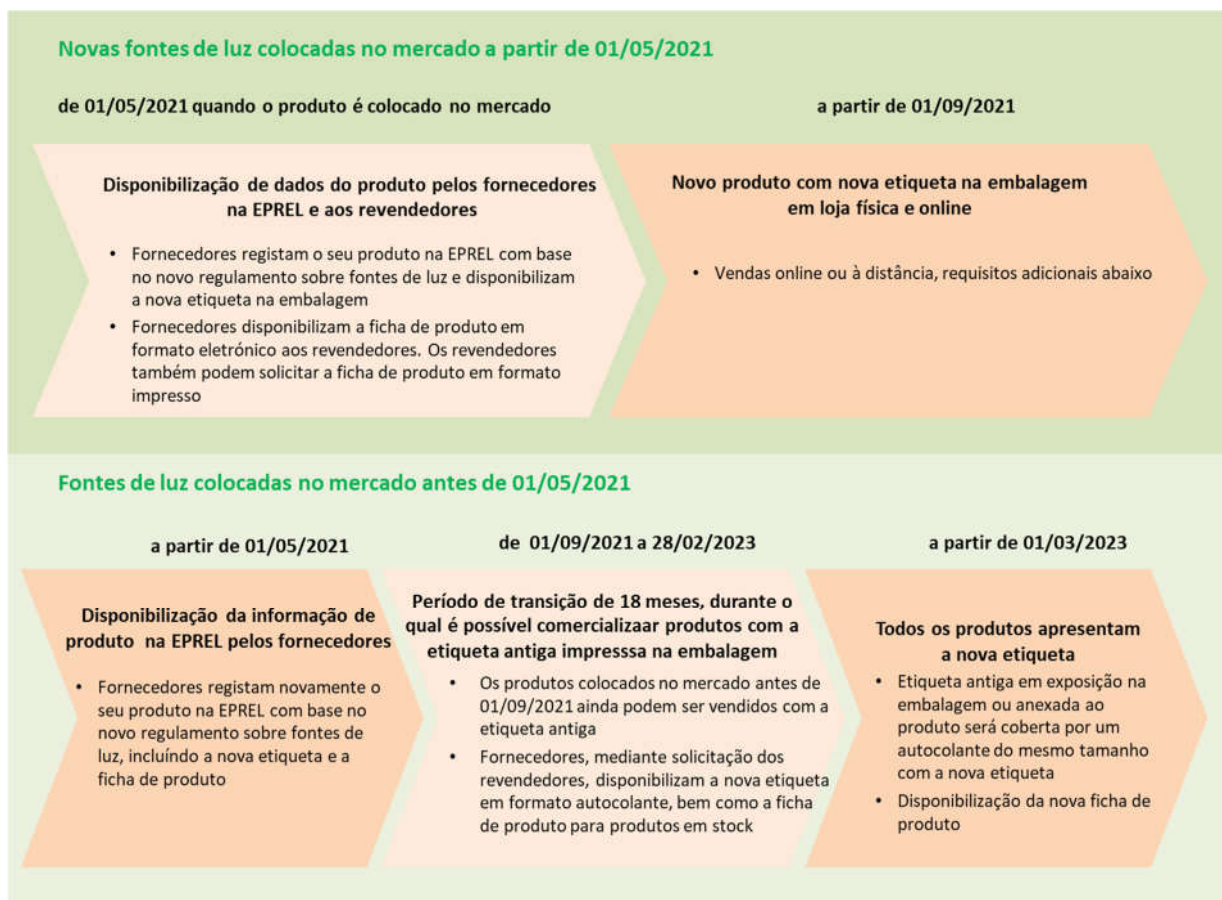 Novas fontes de luz colocadas no mercado a partir de 01/05/2021
de 01/05/2021 quando o produto é colocado no mercado
a partir de 01/09/2021
Disponibilização de dados do produto pelos fornecedores
na EPREL e aos revendedores
• Fornecedores registam o seu produto na EPREL com base
no novo regulamento sobre fontes de luz e disponibilizam
a nova etiqueta na embalagem
• Fornecedores disponibilizam a ficha de produto em
formato eletrónico aos revendedores. Os revendedores
também podem solicitar a ficha de produto em formato
impresso
Novo produto com nova etiqueta na embalagem
em loja física e online
• Vendas online ou à distância, requisitos adicionais abaixo
Fontes de luz colocadas no mercado antes de 01/05/2021
a partir de 01/05/2021
de 01/09/2021 a 28/02/2023
a partir de 01/03/2023
Disponibilização da informação de
produto na EPREL pelos fornecedores
• Fornecedores registam novamente o
seu produto na EPREL com base no
novo regulamento sobre fontes de
luz, incluíndo a nova etiqueta e a
ficha de produto
Período de transição de 18 meses, durante o
qual é possível comercializaar produtos com a
etiqueta antiga impresssa na embalagem
• Os produtos colocados no mercado antes de
01/09/2021 ainda podem ser vendidos com a
etiqueta antiga
• Fornecedores, mediante solicitação dos
revendedores, disponibilizam a nova etiqueta
em formato autocolante, bem como a ficha
de produto para produtos em stock
Todos os produtos apresentam
a nova etiqueta
• Etiqueta antiga em exposição na
embalagem ou anexada ao
produto será coberta por um
autocolante do mesmo tamanho
com a nova etiqueta
• Disponibilização da nova ficha de
produto